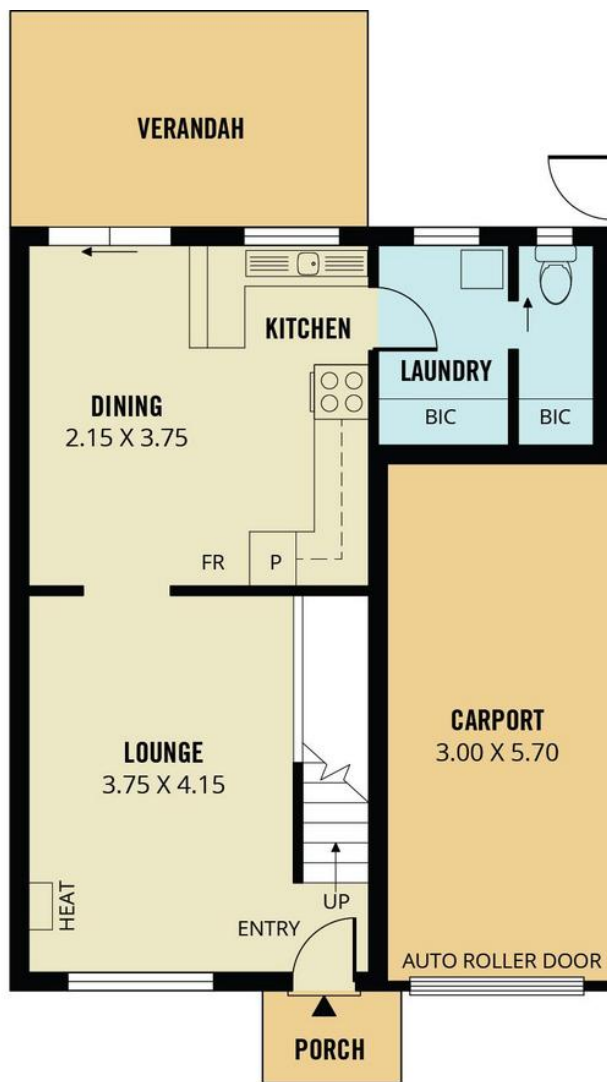 VERANDAH
KITCHEN
DINING
2.15 X 3.75
LAUNDRY
BIC
BIC
FR
P
LOUNGE
3.75 X 4.15
CARPORT
3.00 X 5.70
HEAT
UP
ENTRY
AUTO ROLLER DOOR
PORCH